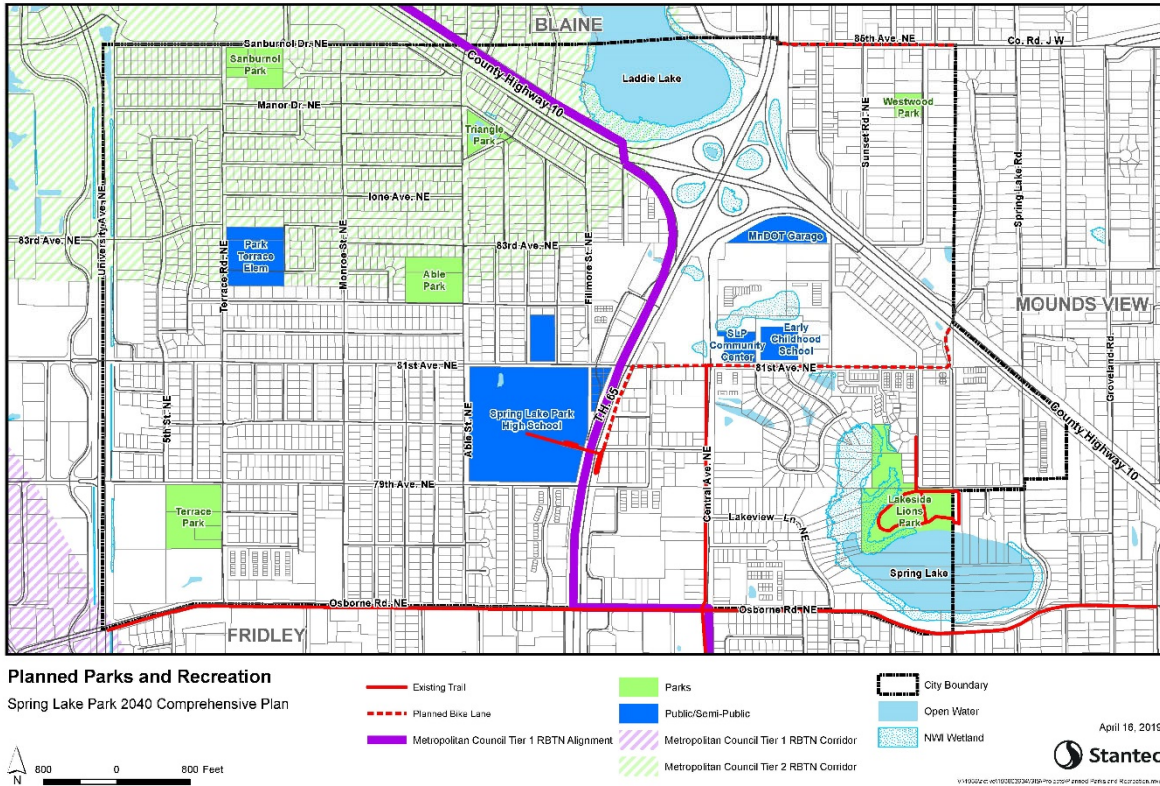 BLAINE
Sanburnol Dr. NE
85th Ave. NE
Co. Rd. J W
Sanburnol
Park
County Highway 10
Laddie Lake
Manor Dr. NE
Westwood
Park
Sunset Rd. NE
Triangle
Park
Spring Lake Rd.
Ione Ave. NE
University Ave. NE
83rd Ave. NE
Park
Terrace
Elem
Terrace Rd. NE
Monroe St. NE
83rd Ave. NE
Fillmore St. NE
MnDOT Garage
Able
Park
MOUNDS VIEW
SLP
Community
Center
Early
Childhood
School
Groveland Rd.
81st Ave. NE
81st Ave. NE
5th St. NE
Able St. NE
Spring Lake Park
High School
T.H. 65
County Highway 10
79th Ave. NE
Central Ave. NE
Lakeside
Lions
Park
Terrace
Park
Lakeview Ln. NE
Spring Lake
Osborne Rd. NE
Osborne Rd. NE
FRIDLEY
Planned Parks and Recreation
Spring Lake Park 2040 Comprehensive Plan
Existing Trail
Planned Bike Lane
Metropolitan Council Tier 1 RBTN Alignment
Parks
Public/Semi-Public
Metropolitan Council Tier 1 RBTN Corridor
Metropolitan Council Tier 2 RBTN Corridor
City Boundary
Open Water
NWI Wetland
April 16, 2019
Stantec
N
800 0 800 Feet